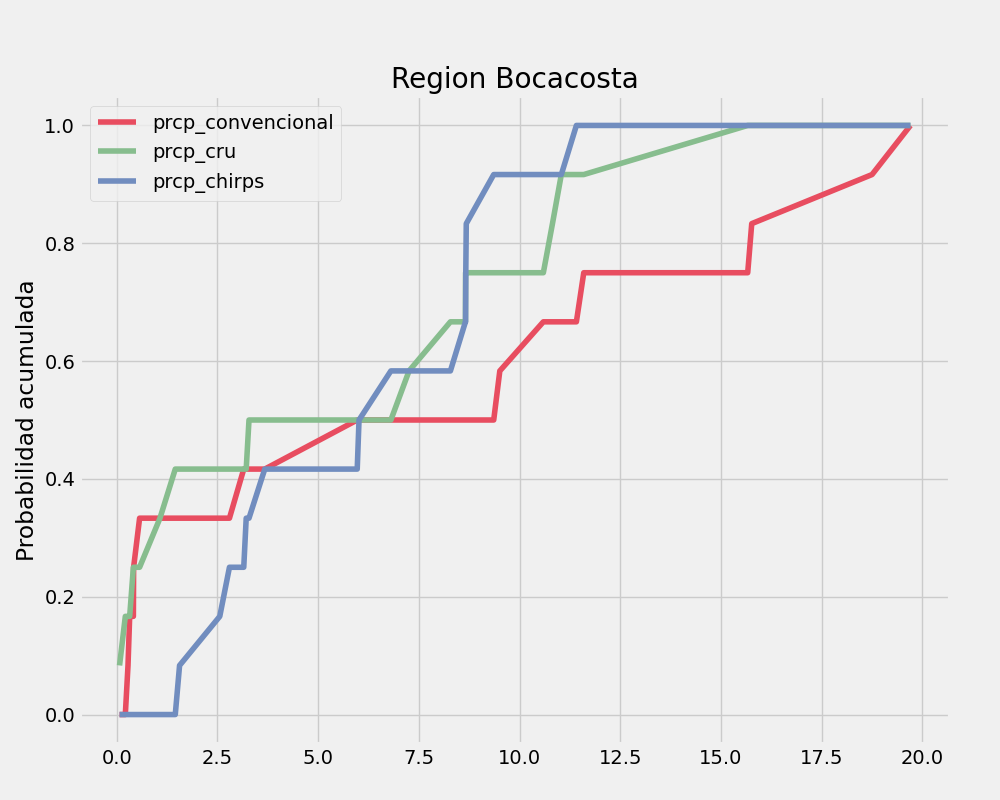 Region Bocacosta
prcp_convencional
prcp_cru
prcp_chirps
Probabilidad acumulada
1.0
0.8
0.6
0.4
0.2
0.0
0.0 2.5 5.0 7.5 10.0 12.5 15.0 17.5 20.0